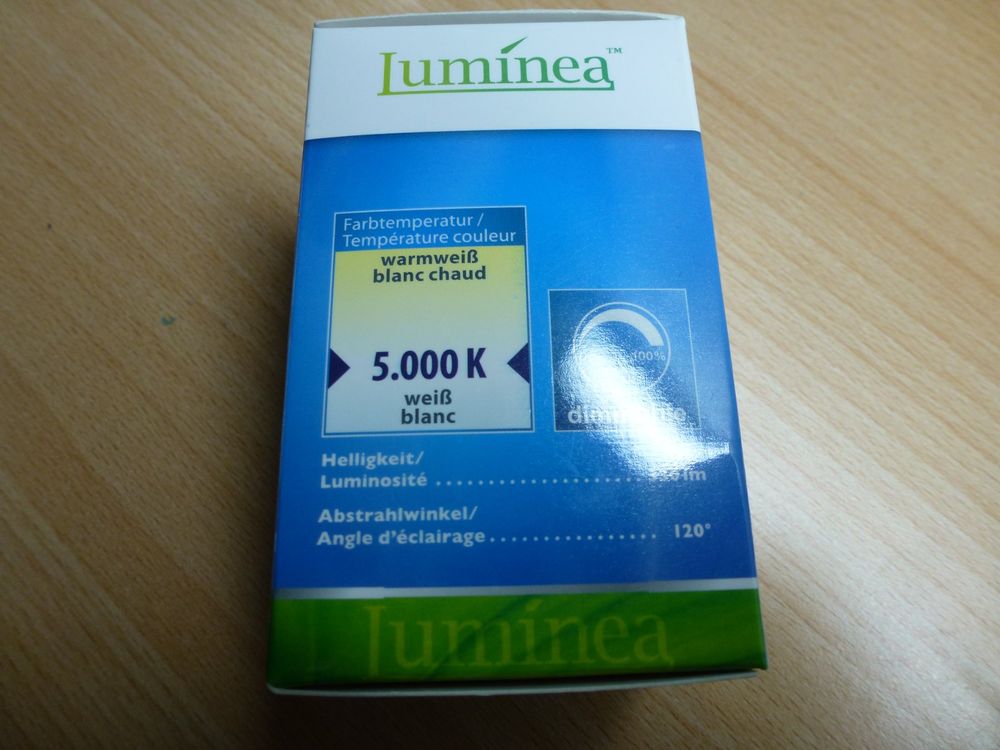 Luminea™
Farbtemperatur /
Température couleur
warmweiß
blanc chaud
5.000 K
weiß
blanc
100%
Helligkeit/
Luminosité .......................... lm
Abstrahlwinkel/
Angle d'éclairage................. 120°
Luminea